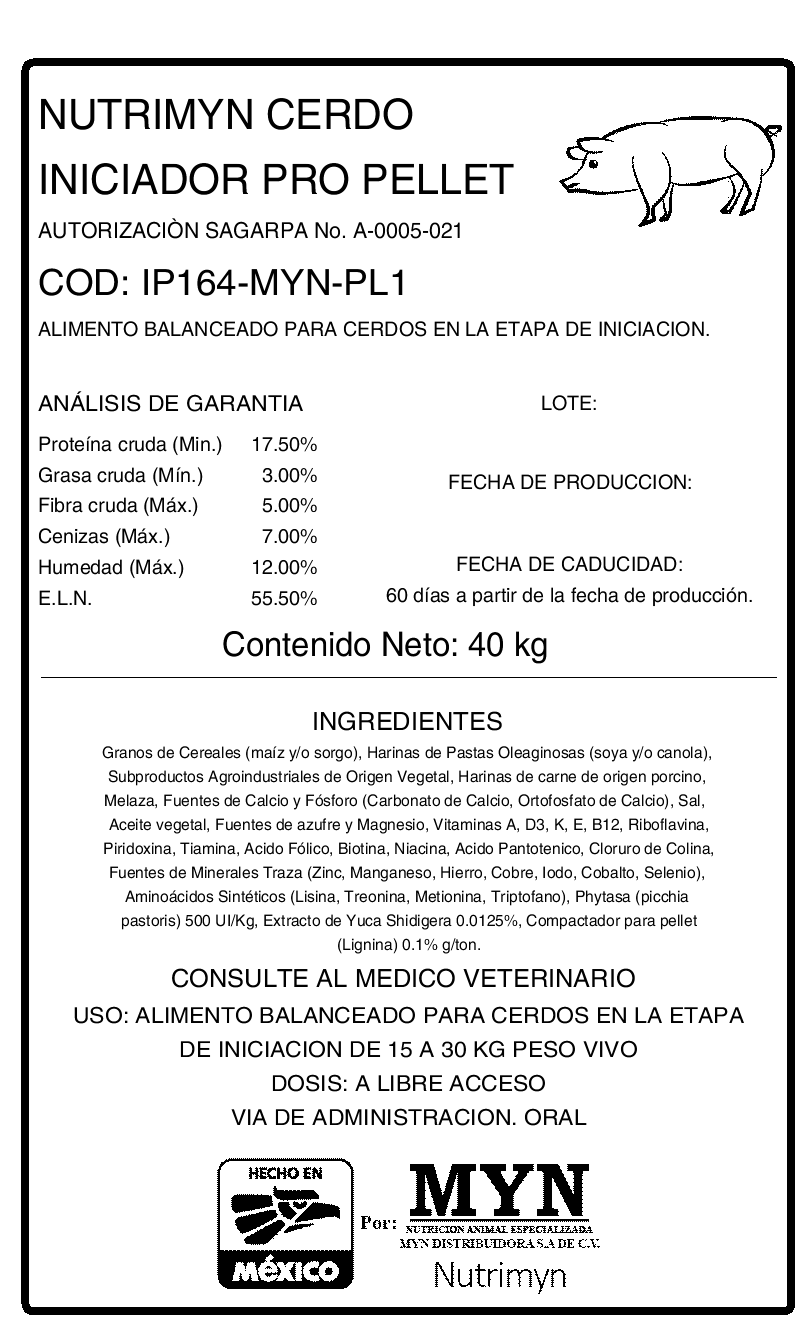 NUTRIMYN CERDO
INICIADOR PRO PELLET
AUTORIZACIÒN SAGARPA No. A-0005-021
COD: IP164-MYN-PL1
ALIMENTO BALANCEADO PARA CERDOS EN LA ETAPA DE INICIACION.
ANÁLISIS DE GARANTIA
Proteína cruda (Min.) 17.50%
Grasa cruda (Mín.) 3.00%
Fibra cruda (Máx.) 5.00%
Cenizas (Máx.) 7.00%
Humedad (Máx.) 12.00%
E.L.N. 55.50%
LOTE:
FECHA DE PRODUCCION:
FECHA DE CADUCIDAD:
60 días a partir de la fecha de producción.
Contenido Neto: 40 kg
INGREDIENTES
Granos de Cereales (maíz y/o sorgo), Harinas de Pastas Oleaginosas (soya y/o canola),
Subproductos Agroindustriales de Origen Vegetal, Harinas de carne de origen porcino,
Melaza, Fuentes de Calcio y Fósforo (Carbonato de Calcio, Ortofosfato de Calcio), Sal,
Aceite vegetal, Fuentes de azufre y Magnesio, Vitaminas A, D3, K, E, B12, Riboflavina,
Piridoxina, Tiamina, Acido Fólico, Biotina, Niacina, Acido Pantotenico, Cloruro de Colina,
Fuentes de Minerales Traza (Zinc, Manganeso, Hierro, Cobre, Iodo, Cobalto, Selenio),
Aminoácidos Sintéticos (Lisina, Treonina, Metionina, Triptofano), Phytasa (picchia
pastoris) 500 UI/Kg, Extracto de Yuca Shidigera 0.0125%, Compactador para pellet
(Lignina) 0.1% g/ton.
CONSULTE AL MEDICO VETERINARIO
USO: ALIMENTO BALANCEADO PARA CERDOS EN LA ETAPA
DE INICIACION DE 15 A 30 KG PESO VIVO
DOSIS: A LIBRE ACCESO
VIA DE ADMINISTRACION. ORAL
HECHO EN
MéXICO
Por:
MYN
NUTRICION ANIMAL ESPECIALIZADA
MYN DISTRIBUIDORA S.A DE C.V.
Nutrimyn